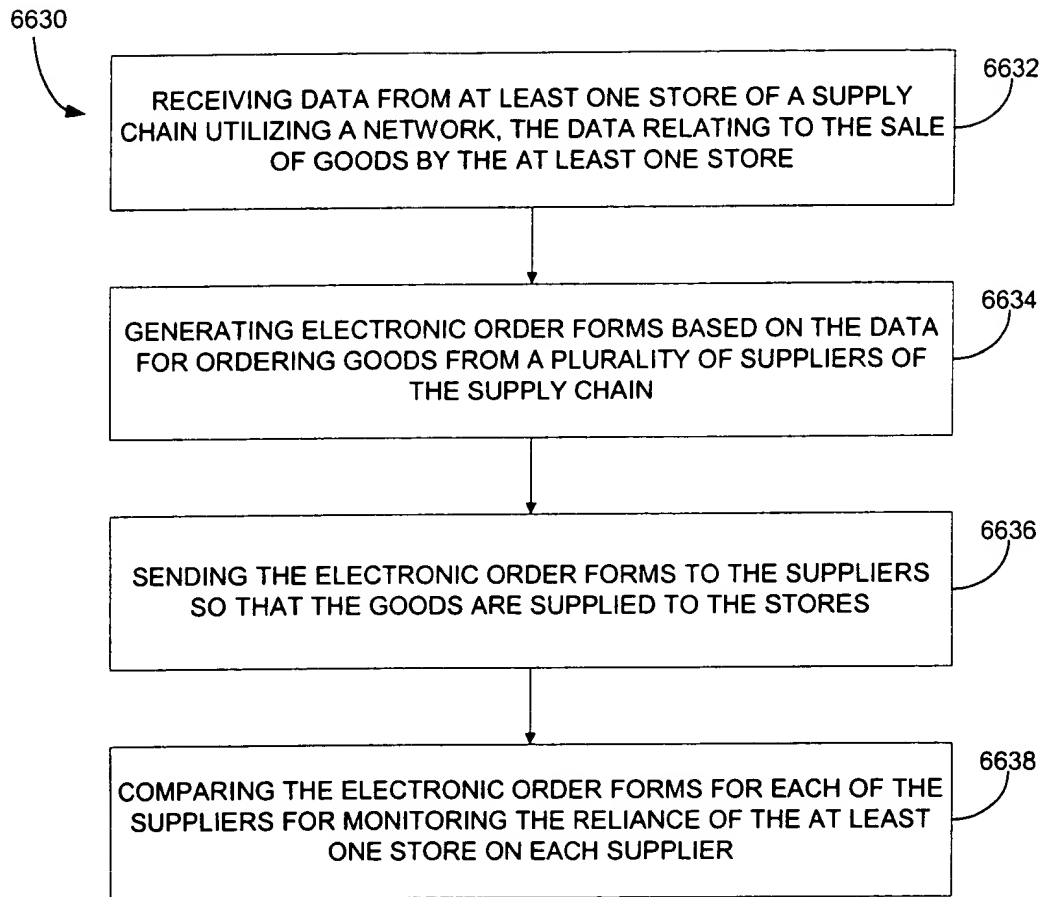 6630
6632
RECEIVING DATA FROM AT LEAST ONE STORE OF A SUPPLY
CHAIN UTILIZING A NETWORK, THE DATA RELATING TO THE SALE
OF GOODS BY THE AT LEAST ONE STORE
6634
GENERATING ELECTRONIC ORDER FORMS BASED ON THE DATA
FOR ORDERING GOODS FROM A PLURALITY OF SUPPLIERS OF
THE SUPPLY CHAIN
6636
SENDING THE ELECTRONIC ORDER FORMS TO THE SUPPLIERS
SO THAT THE GOODS ARE SUPPLIED TO THE STORES
6638
COMPARING THE ELECTRONIC ORDER FORMS FOR EACH OF THE
SUPPLIERS FOR MONITORING THE RELIANCE OF THE AT LEAST
ONE STORE ON EACH SUPPLIER